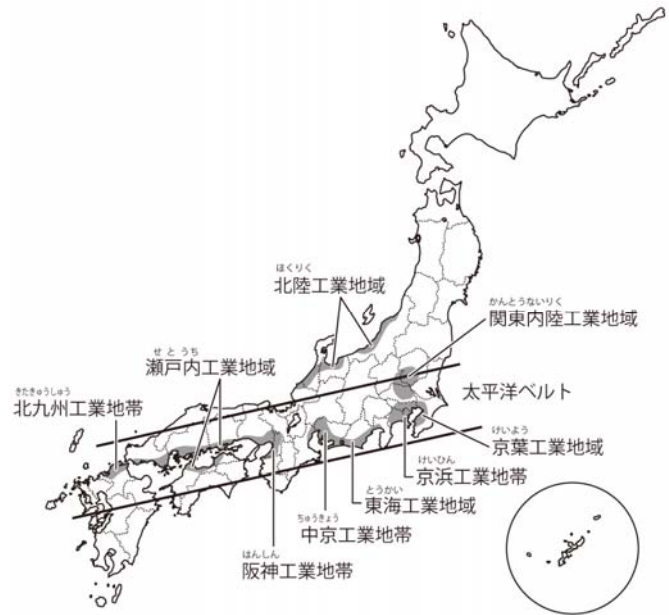 ほくりく
北陸工業地域
かんとうないりく
関東内陸工業地域
せとうち
瀬戸内工業地域
太平洋ベルト
きたきゅうしゅう
北九州工業地帯
けいよう
京葉工業地域
けいひん
京浜工業地帯
とうかい
東海工業地域
ちゅうきょう
中京工業地帯
はんしん
阪神工業地帯